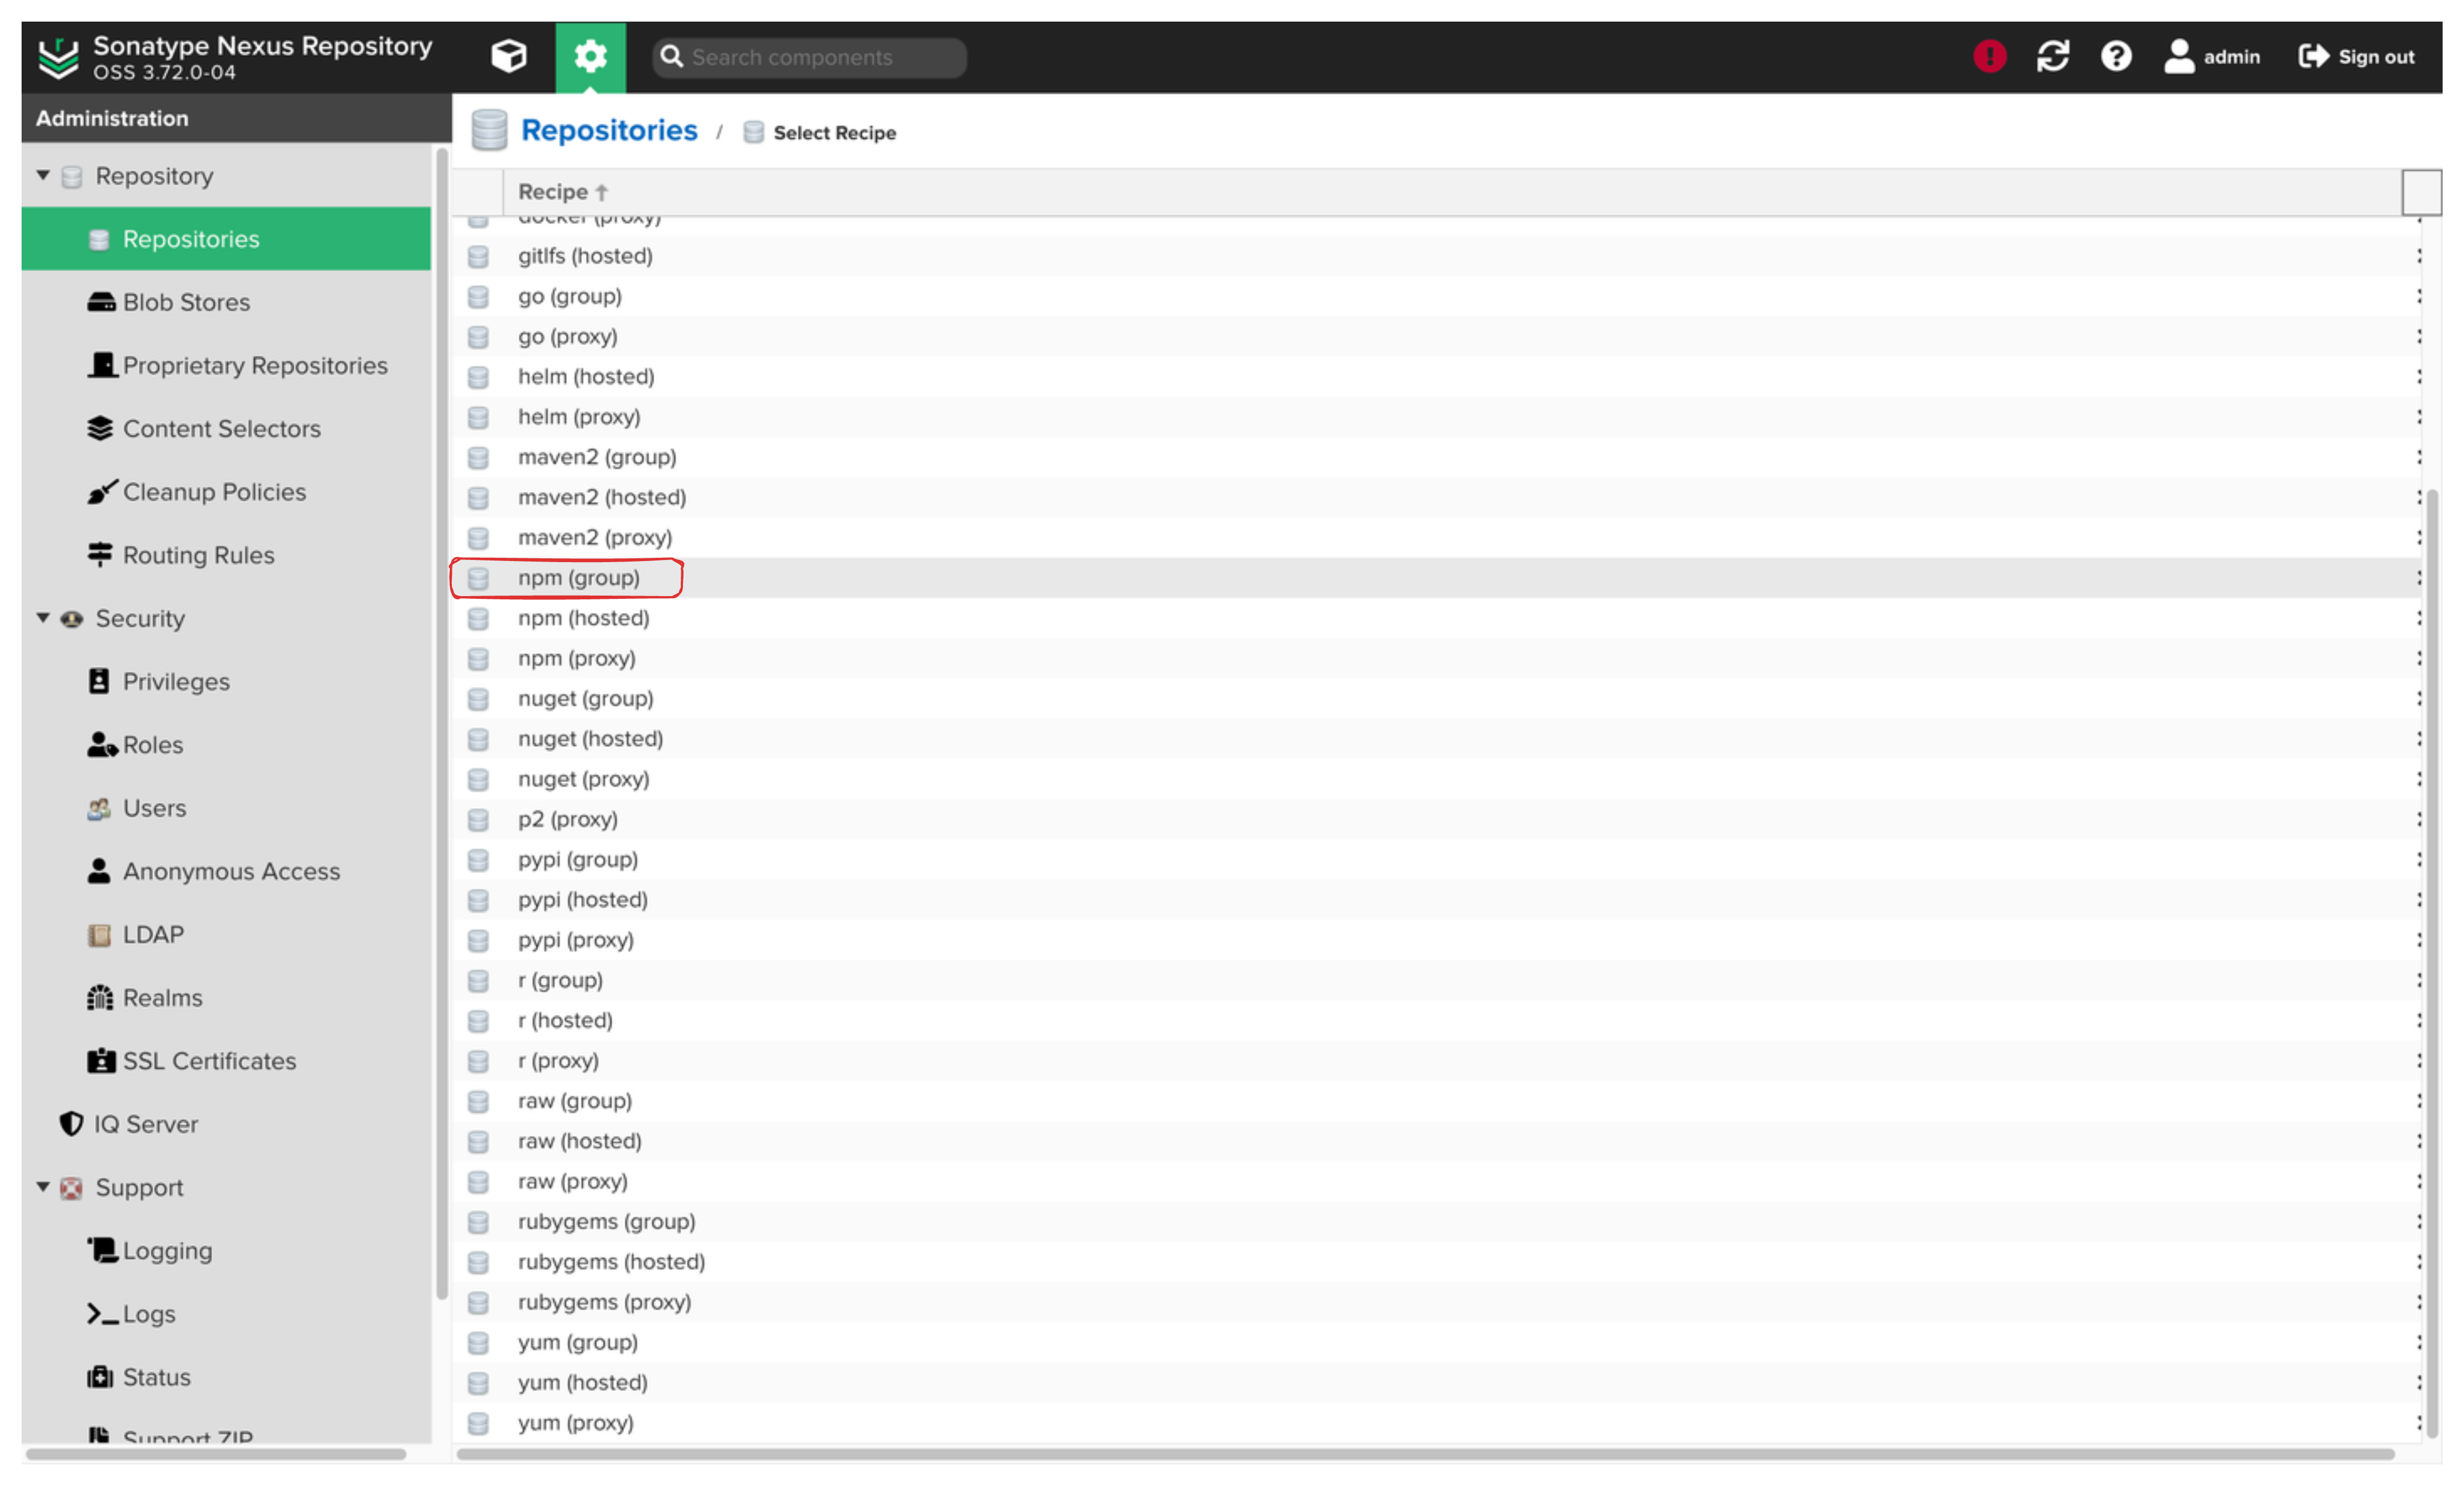 Sonatype Nexus Repository
OSS 3.72.0-04
Search components
admin
Sign out
Administration
Repository
Repositories
Blob Stores
Proprietary Repositories
Content Selectors
Cleanup Policies
Routing Rules
Security
Privileges
Roles
Users
Anonymous Access
LDAP
Realms
SSL Certificates
IQ Server
Support
Logging
Logs
Status
Support ZIP
Repositories / Select Recipe
Recipe
docker (proxy)
gitlfs (hosted)
go (group)
go (proxy)
helm (hosted)
helm (proxy)
maven2 (group)
maven2 (hosted)
maven2 (proxy)
npm (group)
npm (hosted)
npm (proxy)
nuget (group)
nuget (hosted)
nuget (proxy)
p2 (proxy)
pypi (group)
pypi (hosted)
pypi (proxy)
r (group)
r (hosted)
r (proxy)
raw (group)
raw (hosted)
raw (proxy)
rubygems (group)
rubygems (hosted)
rubygems (proxy)
yum (group)
yum (hosted)
yum (proxy)